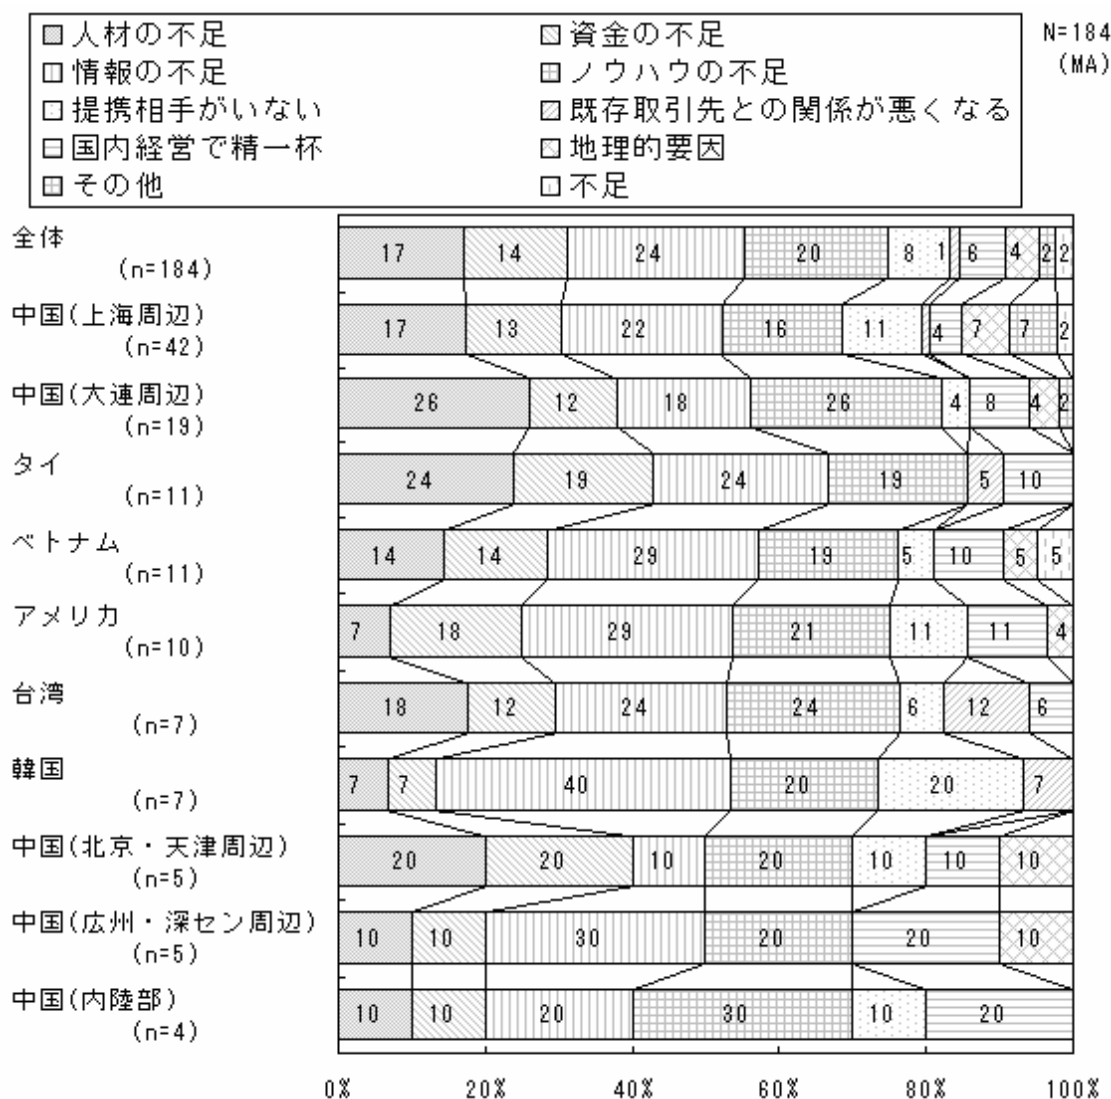 人材の不足 資金の不足
情報の不足 ノウハウの不足
提携相手がいない 既存取引先との関係が悪くなる
国内経営で精一杯 地理的要因
その他 不足
N=184
(MA)
全体
(n=184)
17 14 24 20 8 1 6 4 2 2
中国(上海周辺)
(n=42)
17 13 22 16 11 4 7 7 2
中国(大連周辺)
(n=19)
26 12 18 26 4 8 4 2
タイ
(n=11)
24 19 24 19 5 10
ベトナム
(n=11)
14 14 29 19 5 10 5 5
アメリカ
(n=10)
7 18 29 21 11 11 4
台湾
(n=7)
18 12 24 24 6 12 6
韓国
(n=7)
7 7 40 20 20 7
中国(北京・天津周辺)
(n=5)
20 20 10 20 10 10 10
中国(広州・深セン周辺)
(n=5)
10 10 30 20 20 10
中国(内陸部)
(n=4)
10 10 20 30 10 20
0% 20% 40% 60% 80% 100%